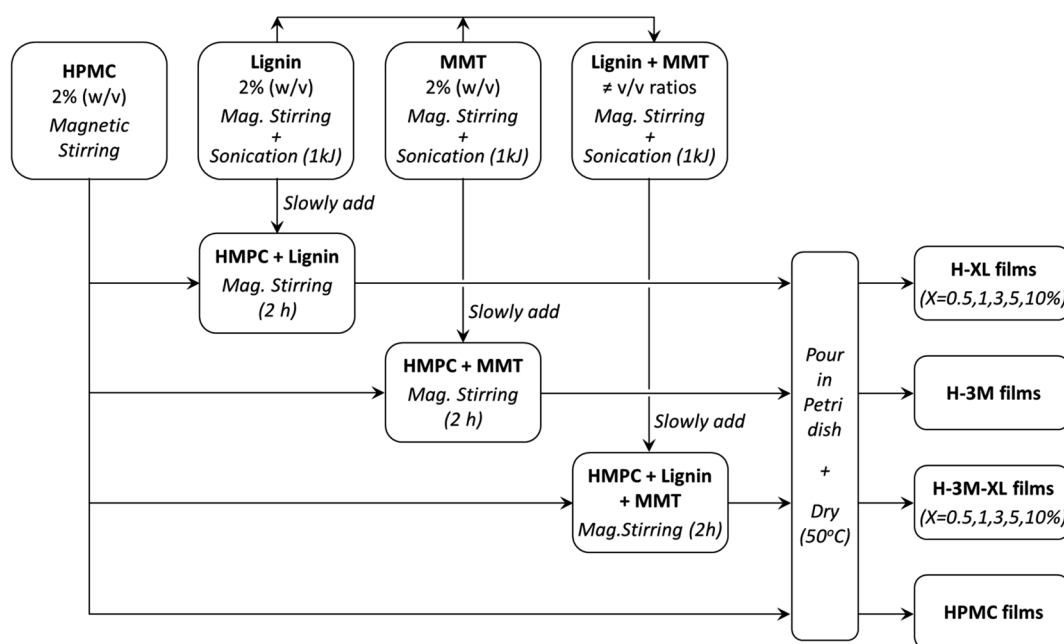 HPMC
2% (w/v)
Magnetic
Stirring
Lignin
2% (w/v)
Mag. Stirring
+
Sonication (1kJ)
MMT
2% (w/v)
Mag. Stirring
+
Sonication (1kJ)
Lignin + MMT
≠ v/v ratios
Mag. Stirring
+
Sonication (1kJ)
Slowly add
HMPC + Lignin
Mag. Stirring
(2 h)
Slowly add
HMPC + MMT
Mag. Stirring
(2 h)
Slowly add
HMPC + Lignin
+ MMT
Mag.Stirring (2h)
Pour
in
Petri
dish
+
Dry
(50°C)
H-XL films
(X=0.5,1,3,5,10%)
H-3M films
H-3M-XL films
(X=0.5,1,3,5,10%)
HPMC films